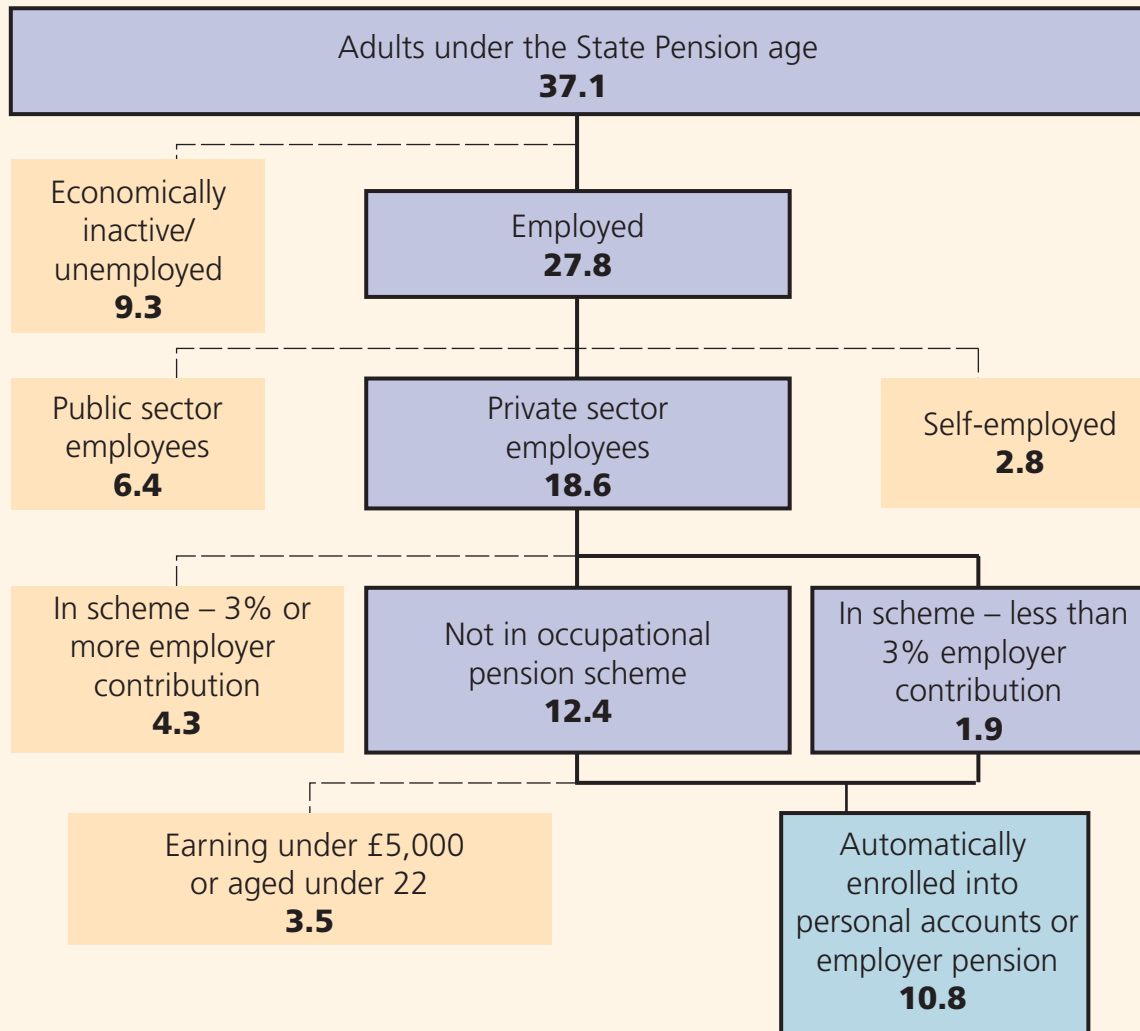 Adults under the State Pension age
37.1
Economically
inactive/
unemployed
9.3
Employed
27.8
Public sector
employees
6.4
Private sector
employees
18.6
Self-employed
2.8
In scheme – 3% or
more employer
contribution
4.3
Not in occupational
pension scheme
12.4
In scheme – less than
3% employer
contribution
1.9
Earning under £5,000
or aged under 22
3.5
Automatically
enrolled into
personal accounts or
employer pension
10.8